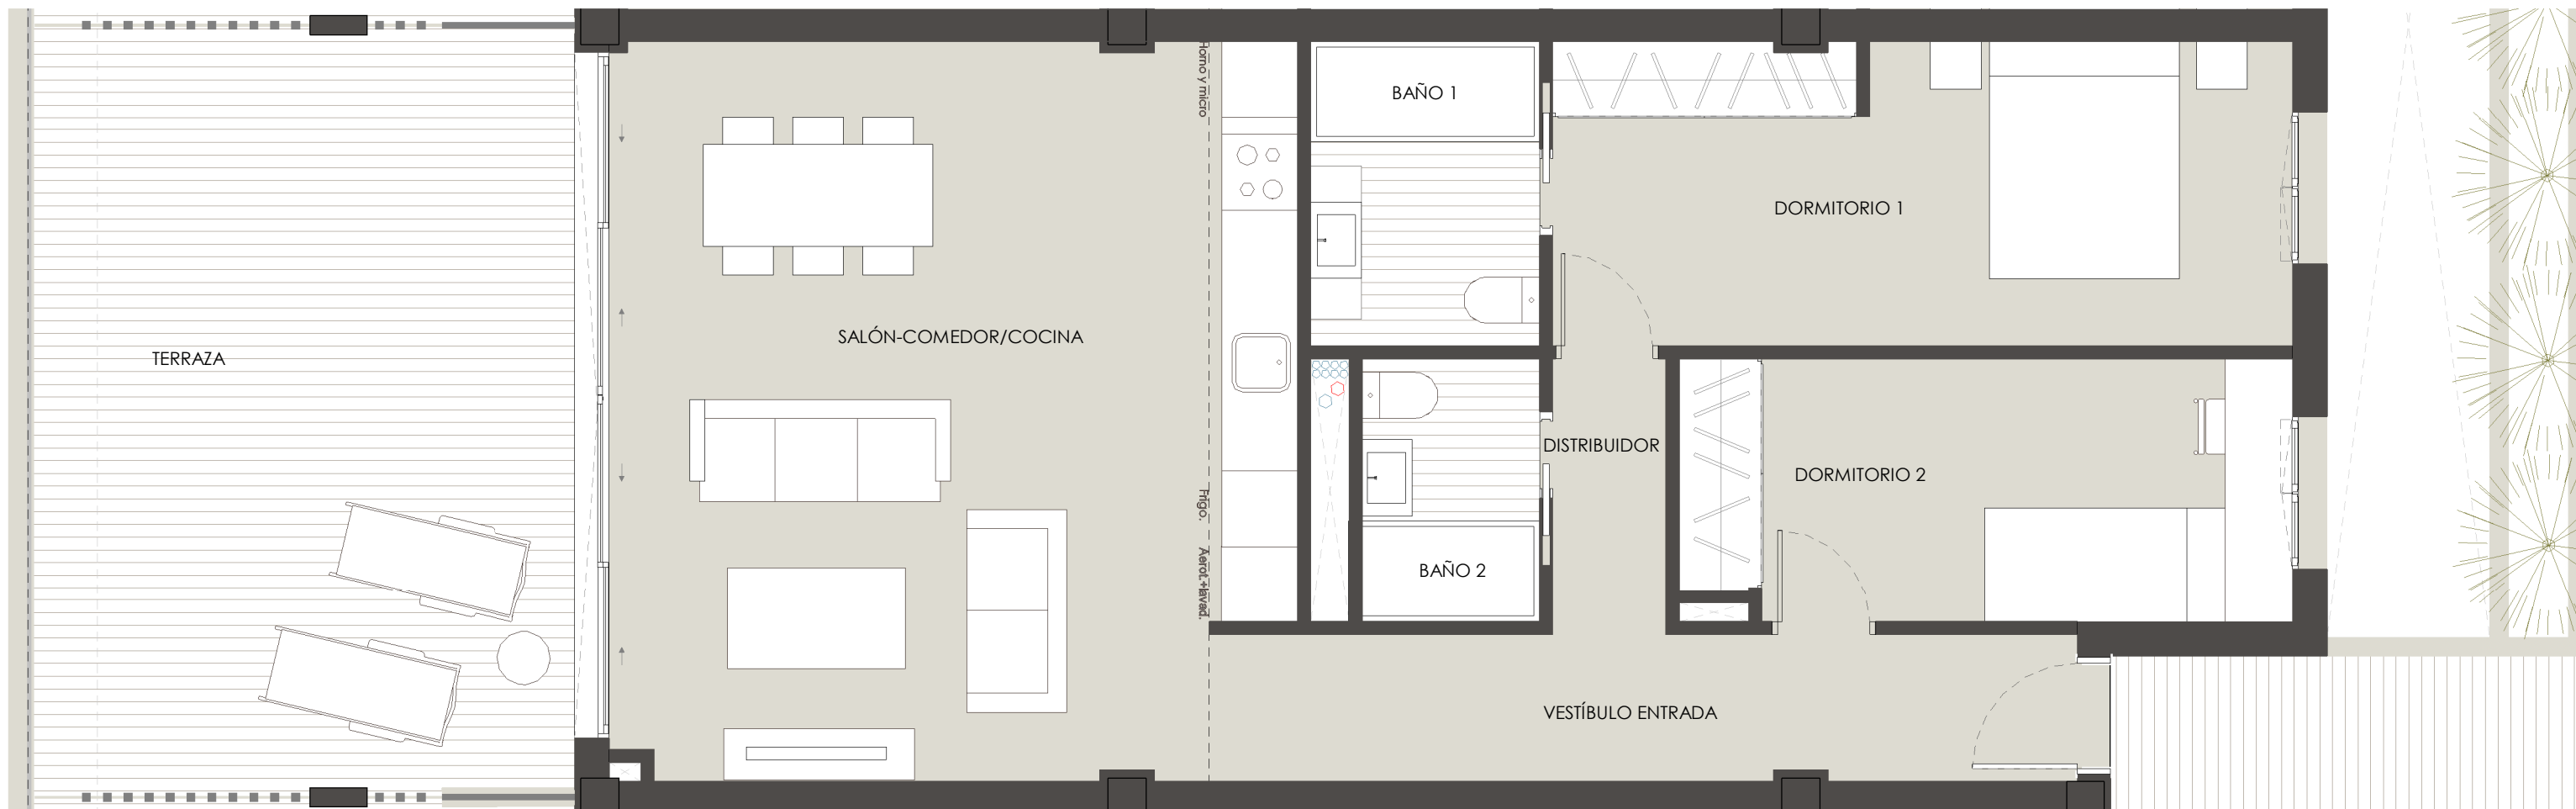 Horno y micro
BAÑO 1
DORMITORIO 1
SALÓN-COMEDOR/COCINA
TERRAZA
DISTRIBUIDOR
DORMITORIO 2
Frigo.
Aerot.+lavad.
BAÑO 2
VESTÍBULO ENTRADA